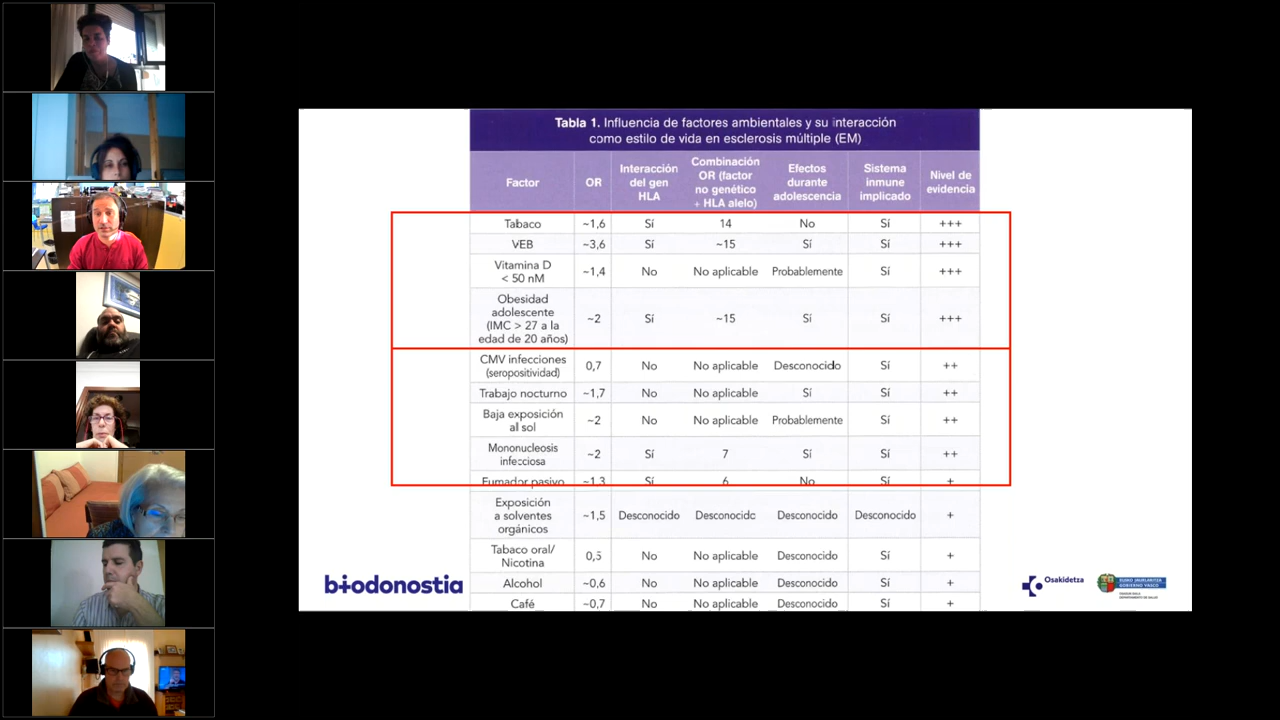 Tabla 1. Influencia de factores ambientales y su interacción
como estilo de vida en esclerosis múltiple (EM)
Factor
OR
Interacción
del gen
HLA
Combinación
OR (factor
no genético
+ HLA alelo)
Efectos
durante
adolescencia
Sistema
inmune
implicado
Nivel de
evidencia
Tabaco ~1,6 Sí 14 No Sí +++
VEB ~3,6 Sí ~15 Sí Sí +++
Vitamina D
< 50 nM ~1,4 No No aplicable Probablemente Sí +++
Obesidad
adolescente
(IMC > 27 a la
edad de 20 años) ~2 Sí ~15 Sí Sí +++
CMV infecciones
(seropositividad) 0,7 No No aplicable Desconocido Sí ++
Trabajo nocturno ~1,7 No No aplicable Sí Sí ++
Baja exposición
al sol ~2 No No aplicable Probablemente Sí ++
Mononucleosis
infecciosa ~2 Sí 7 Sí Sí ++
Fumador pasivo ~1,3 Sí 6 No Sí +
Exposición
a solventes
orgánicos ~1,5 Desconocido Desconocidc Desconocido Desconocido +
Tabaco oral/
Nicotina 0,5 No No aplicable Desconocido Sí +
Alcohol ~0,6 No No aplicable Desconocido Sí +
Café ~0,7 No No aplicable Desconocido Sí +
biodonostia
Osakidetza
EUSKO JAURLARITZA
GOBIERNO VASCO